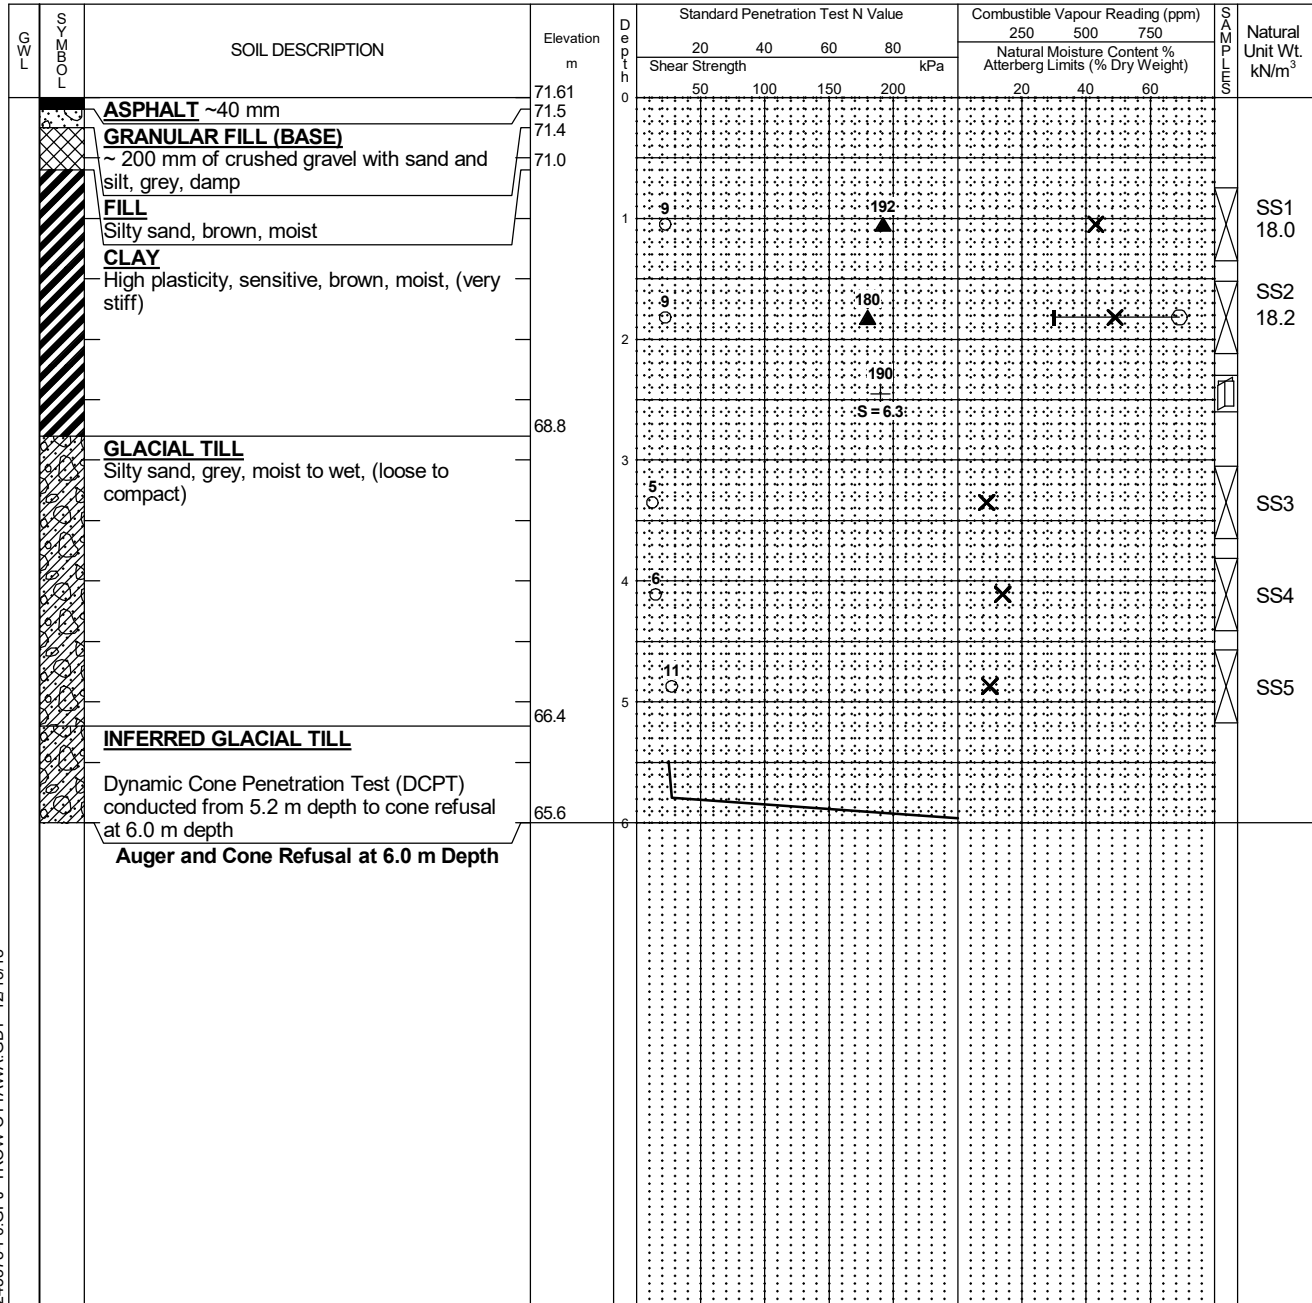 GWL
SYMBOL
SOIL DESCRIPTION
Elevation
m
Depth
Standard Penetration Test N Value
20 40 60 80
Shear Strength kPa
50 100 150 200
Combustible Vapour Reading (ppm)
250 500 750
Natural Moisture Content %
Atterberg Limits (% Dry Weight)
20 40 60
SAMPLES
Natural
Unit Wt.
kN/m³
71.61
0
ASPHALT ~40 mm
71.5
71.4
GRANULAR FILL (BASE)
~ 200 mm of crushed gravel with sand and
silt, grey, damp
71.0
FILL
Silty sand, brown, moist
9
192
1
SS1
18.0
CLAY
High plasticity, sensitive, brown, moist, (very
stiff)
9
180
SS2
18.2
2
190
S = 6.3
68.8
GLACIAL TILL
Silty sand, grey, moist to wet, (loose to
compact)
3
5
SS3
4
6
SS4
11
SS5
5
66.4
INFERRED GLACIAL TILL
Dynamic Cone Penetration Test (DCPT)
conducted from 5.2 m depth to cone refusal
at 6.0 m depth
65.6
6
Auger and Cone Refusal at 6.0 m Depth